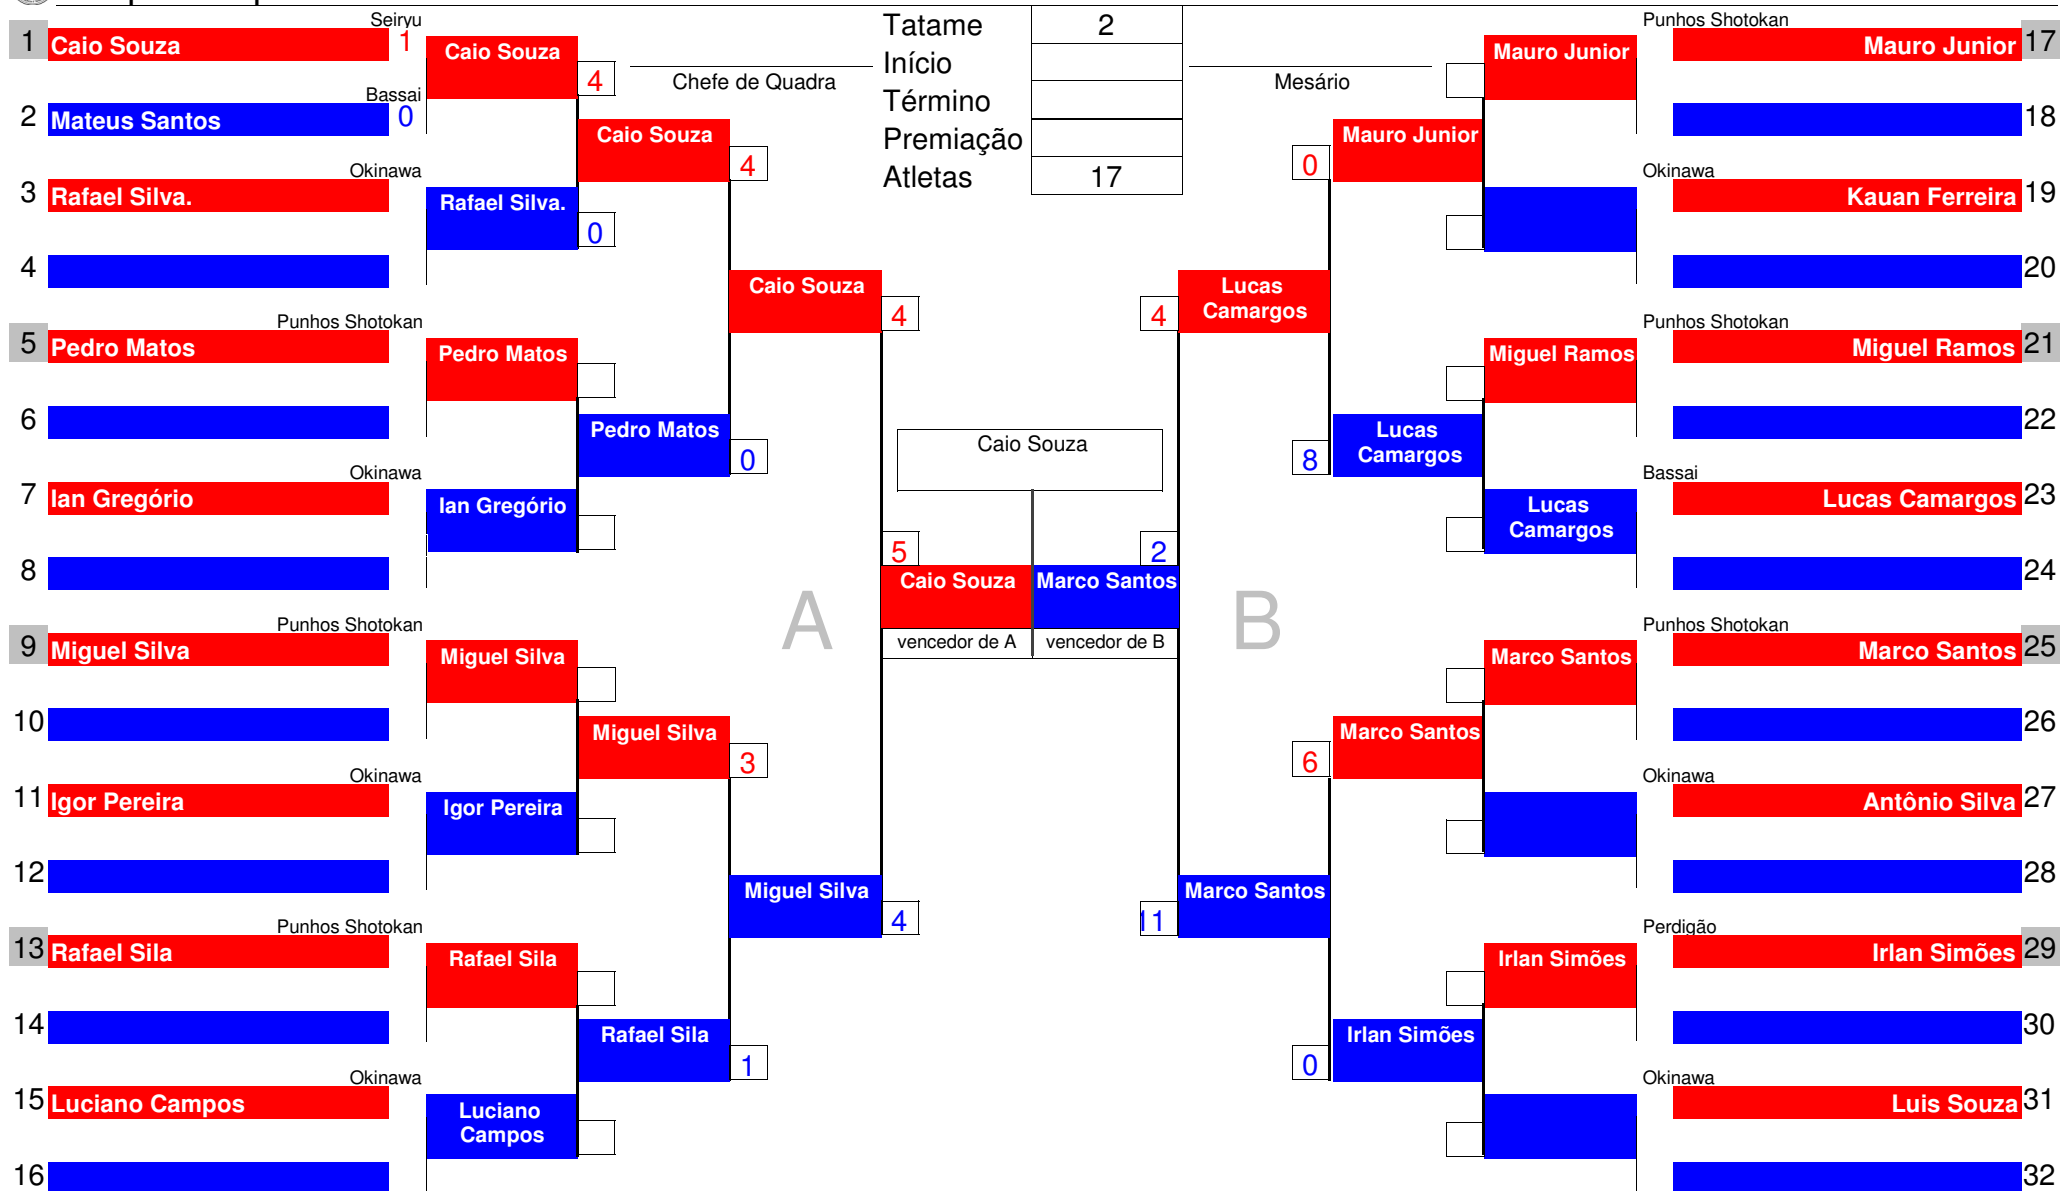 Seiryu
1 Caio Souza 1
Bassai
2 Mateus Santos 0
Okinawa
3 Rafael Silva.
4
Punhos Shotokan
5 Pedro Matos
6
Okinawa
7 Ian Gregório
8
Punhos Shotokan
9 Miguel Silva
10
Okinawa
11 Igor Pereira
12
Punhos Shotokan
13 Rafael Sila
14
Okinawa
15 Luciano Campos
16
Caio Souza
4
Rafael Silva.
0
Pedro Matos
Ian Gregório
Miguel Silva
Igor Pereira
Rafael Sila
Luciano
Campos
Caio Souza
4
Pedro Matos
0
Miguel Silva
3
Rafael Sila
1
Caio Souza
4
Miguel Silva
4
Chefe de Quadra
Tatame 2
Início
Término
Premiação
Atletas 17
Mesário
Caio Souza
5
2
Caio Souza
Marco Santos
vencedor de A
vencedor de B
A
B
4
Lucas
Camargos
11
Marco Santos
0
Mauro Junior
8
Lucas
Camargos
6
Marco Santos
0
Irlan Simões
Mauro Junior
Miguel Ramos
Lucas
Camargos
Marco Santos
Irlan Simões
Punhos Shotokan
Mauro Junior 17
18
Okinawa
Kauan Ferreira 19
20
Punhos Shotokan
Miguel Ramos 21
22
Bassai
Lucas Camargos 23
24
Punhos Shotokan
Marco Santos 25
26
Okinawa
Antônio Silva 27
28
Perdigão
Irlan Simões 29
30
Okinawa
Luis Souza 31
32